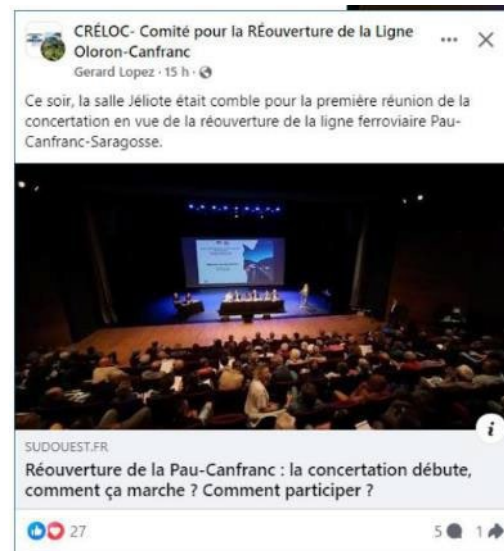 CRÉLOC- Comité pour la RÉouverture de la Ligne
Oloron-Canfranc
Gerard Lopez · 15 h ·
Ce soir, la salle Jéliote était comble pour la première réunion de la
concertation en vue de la réouverture de la ligne ferroviaire Pau-
Canfranc-Saragosse.
SUDOUEST.FR
Réouverture de la Pau-Canfranc : la concertation débute,
comment ça marche ? Comment participer ?
27
5 1